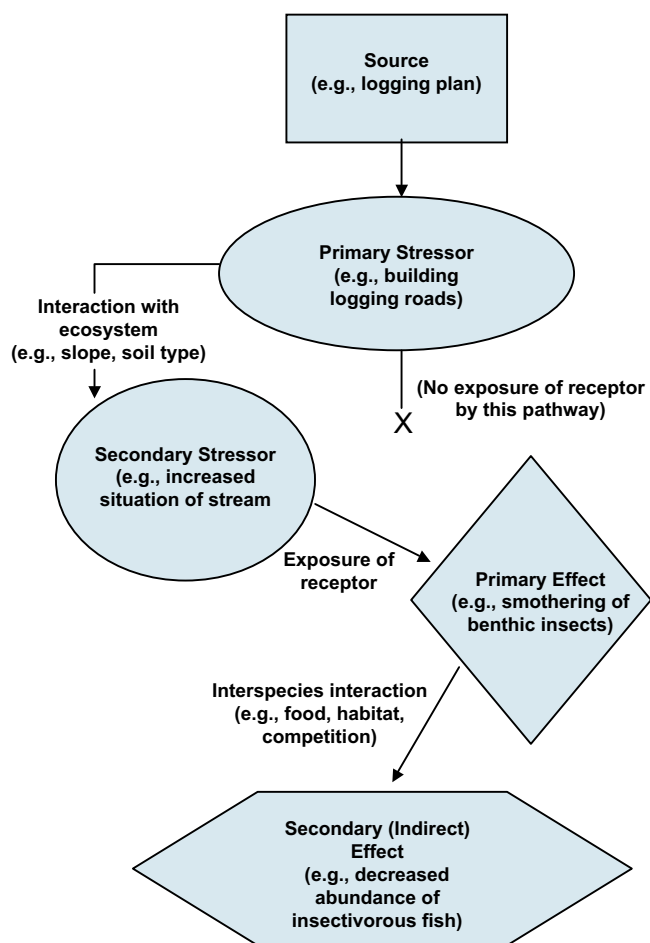 Source
(e.g., logging plan)
Primary Stressor
(e.g., building
logging roads)
Interaction with
ecosystem
(e.g., slope, soil type)
(No exposure of receptor
by this pathway)
X
Secondary Stressor
(e.g., increased
situation of stream
Exposure of
receptor
Primary Effect
(e.g., smothering of
benthic insects)
Interspecies interaction
(e.g., food, habitat,
competition)
Secondary (Indirect)
Effect
(e.g., decreased
abundance of
insectivorous fish)